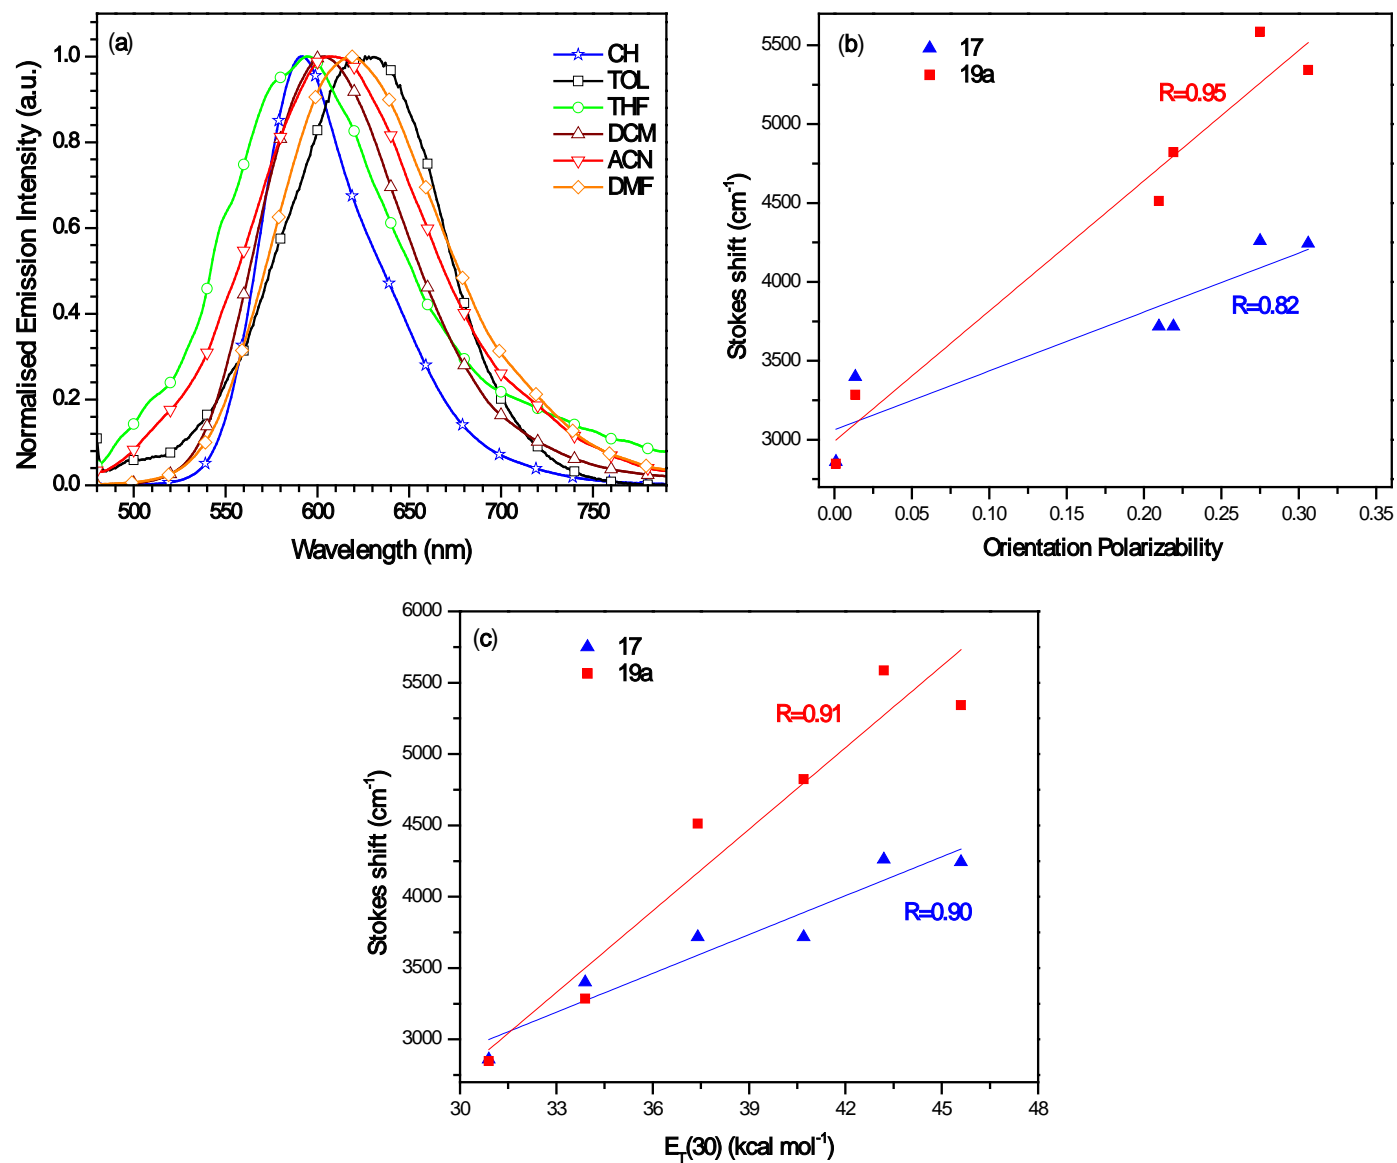 (a)
CH
TOL
THF
DCM
ACN
DMF
1.0
0.8
0.6
0.4
0.2
0.0
500
550
600
650
700
750
Normalised Emission Intensity (a.u.)
Wavelength (nm)
(b)
17
19a
R=0.95
R=0.82
5500
5000
4500
4000
3500
3000
0.00
0.05
0.10
0.15
0.20
0.25
0.30
0.35
Stokes shift (cm⁻¹)
Orientation Polarizability
(c)
17
19a
R=0.91
R=0.90
6000
5500
5000
4500
4000
3500
3000
30
33
36
39
42
45
48
Stokes shift (cm⁻¹)
E_T(30) (kcal mol⁻¹)